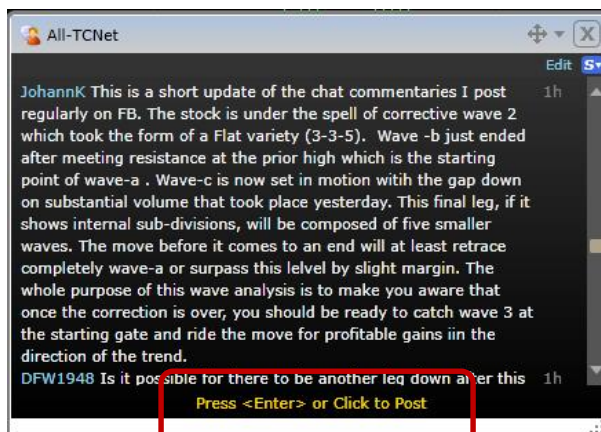 All-TCNet
X
Edit S
JohannK This is a short update of the chat commentaries I post 1h
regularly on FB. The stock is under the spell of corrective wave 2
which took the form of a Flat variety (3-3-5).  Wave -b just ended
after meeting resistance at the prior high which is the starting
point of wave-a . Wave-c is now set in motion witih the gap down
on substantial volume that took place yesterday. This final leg, if it
shows internal sub-divisions, will be composed of five smaller
waves. The move before it comes to an end will at least retrace
completely wave-a or surpass this lelvel by slight margin. The
whole purpose of this wave analysis is to make you aware that
once the correction is over, you should be ready to catch wave 3 at
the starting gate and ride the move for profitable gains iin the
direction of the trend.
DFW1948 Is it possible for there to be another leg down after this 1h
Press <Enter> or Click to Post